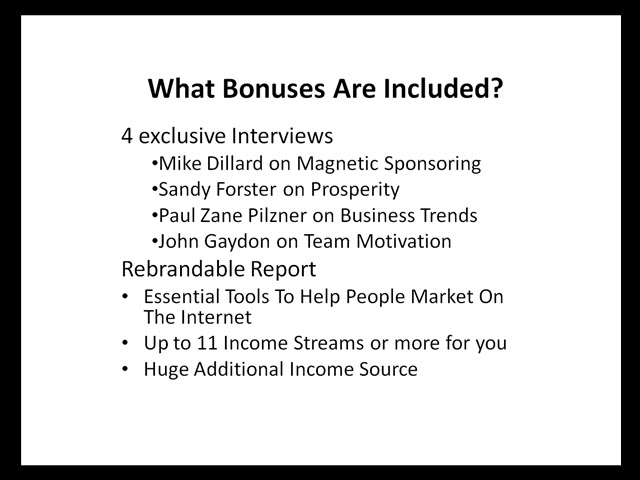 What Bonuses Are Included?
4 exclusive Interviews
•Mike Dillard on Magnetic Sponsoring
•Sandy Forster on Prosperity
•Paul Zane Pilzner on Business Trends
•John Gaydon on Team Motivation
Rebrandable Report
• Essential Tools To Help People Market On
The Internet
• Up to 11 Income Streams or more for you
• Huge Additional Income Source